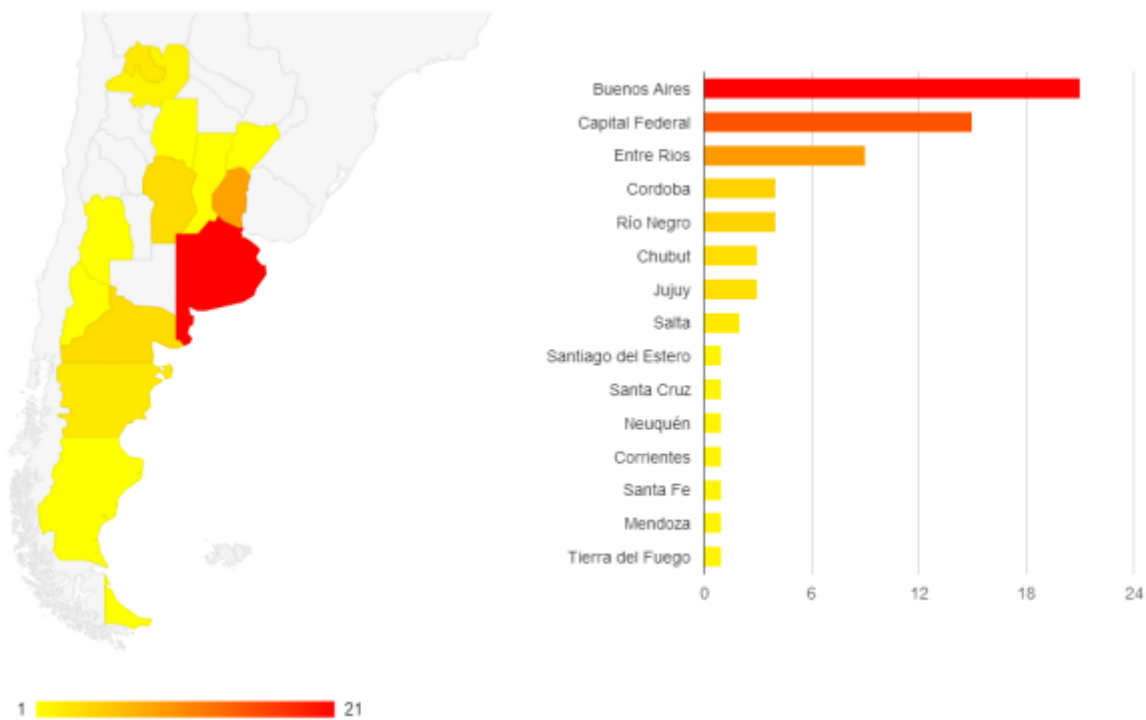 Buenos Aires
Capital Federal
Entre Rios
Cordoba
Río Negro
Chubut
Jujuy
Salta
Santiago del Estero
Santa Cruz
Neuquén
Corrientes
Santa Fe
Mendoza
Tierra del Fuego
0 6 12 18 24
1 21